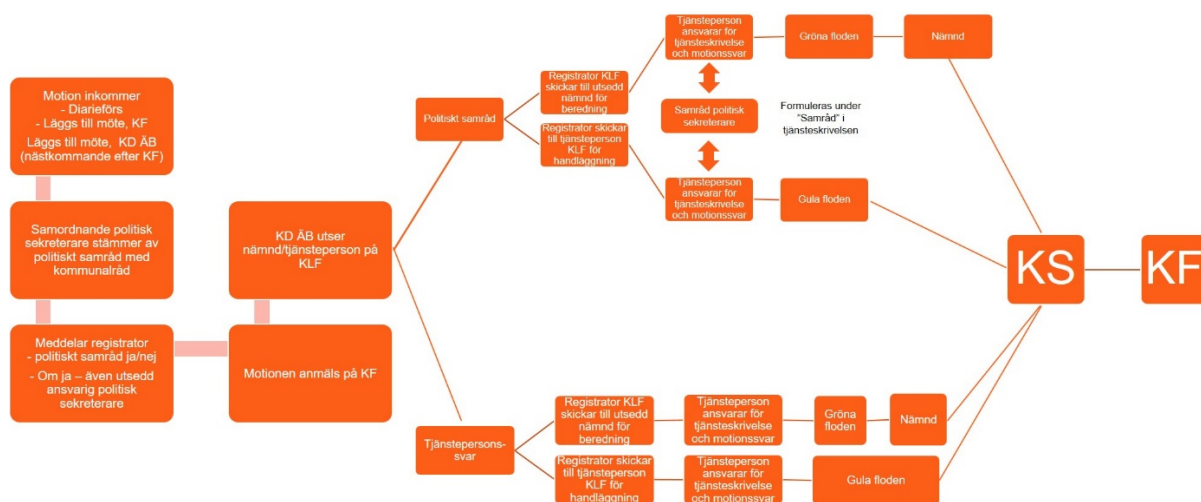 Motion inkommer
- Diarieförs
- Läggs till möte, KF
Läggs till möte, KD ÄB
(nästkommande efter KF)
Samordnande politisk
sekreterare stämmer av
politiskt samråd med
kommunalråd
Meddelar registrator
- politiskt samråd ja/nej
- Om ja – även utsedd
ansvarig politisk
sekreterare
Motionen anmäls på KF
KD ÄB utser
nämnd/tjänsteperson på
KLF
Politiskt samråd
Registrator KLF
skickar till utsedd
nämnd för
beredning
Tjänsteperson
ansvarar för
tjänsteskrivelse
och motionssvar
Gröna floden
Nämnd
Samråd politisk
sekreterare
Formuleras under
"Samråd" i
tjänsteskrivelsen
Registrator skickar
till tjänsteperson
KLF för
handläggning
Tjänsteperson
ansvarar för
tjänsteskrivelse
och motionssvar
Gula floden
Tjänstepersons-
svar
Registrator KLF
skickar till utsedd
nämnd för
beredning
Tjänsteperson
ansvarar för
tjänsteskrivelse
och motionssvar
Gröna
floden
Nämnd
Registrator skickar
till tjänsteperson
KLF för
handläggning
Tjänsteperson
ansvarar för
tjänsteskrivelse
och motionssvar
Gula floden
KS
KF